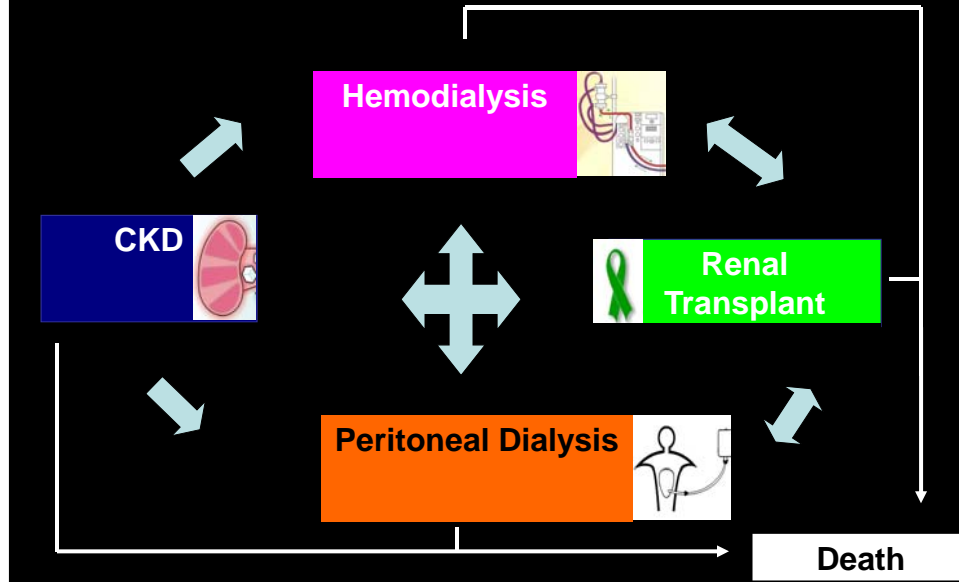 Hemodialysis
CKD
Renal
Transplant
Peritoneal Dialysis
Death